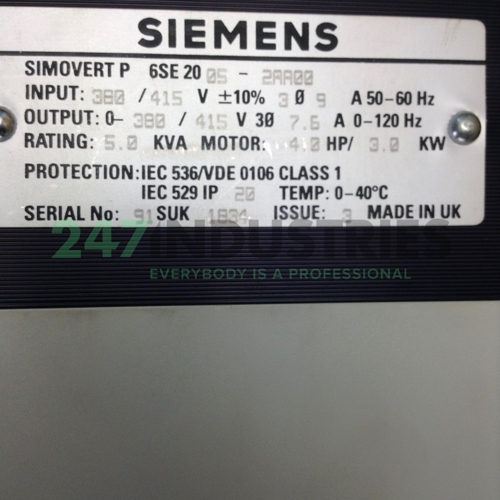 SIEMENS
SIMOVERT P 6SE 20 05 - 2AA00
INPUT: 380 / 415 V ±10% 3 Ø 9 A 50-60 Hz
OUTPUT: 0- 380 / 415 V 3Ø 7.6 A 0-120 Hz
RATING: 5.0 KVA MOTOR: 4.0 HP/ 3.0 KW
PROTECTION: IEC 536/VDE 0106 CLASS 1
IEC 529 IP 20 TEMP: 0-40°C
SERIAL No: 91 SUK 1834 ISSUE: 3 MADE IN UK
247INDUSTRIES
EVERYBODY IS A PROFESSIONAL